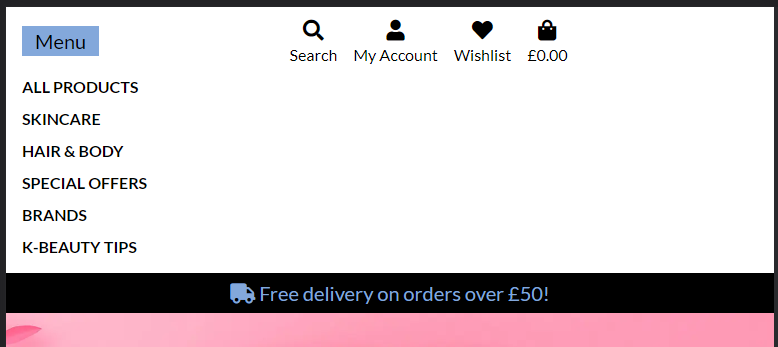 Menu
Search My Account Wishlist £0.00
ALL PRODUCTS
SKINCARE
HAIR & BODY
SPECIAL OFFERS
BRANDS
K-BEAUTY TIPS
Free delivery on orders over £50!